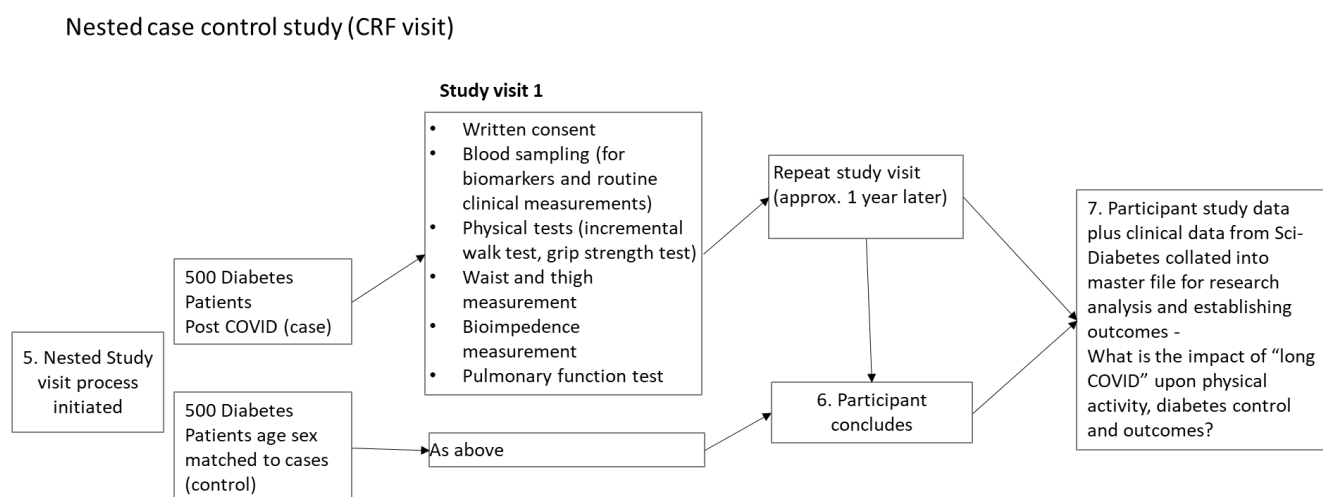 Nested case control study (CRF visit)
Study visit 1
• Written consent
• Blood sampling (for
biomarkers and routine
clinical measurements)
• Physical tests (incremental
walk test, grip strength test)
• Waist and thigh
measurement
• Bioimpedence
measurement
• Pulmonary function test
5. Nested Study
visit process
initiated
500 Diabetes
Patients
Post COVID (case)
500 Diabetes
Patients age sex
matched to cases
(control)
As above
Repeat study visit
(approx. 1 year later)
6. Participant
concludes
7. Participant study data
plus clinical data from Sci-
Diabetes collated into
master file for research
analysis and establishing
outcomes -
What is the impact of “long
COVID” upon physical
activity, diabetes control
and outcomes?